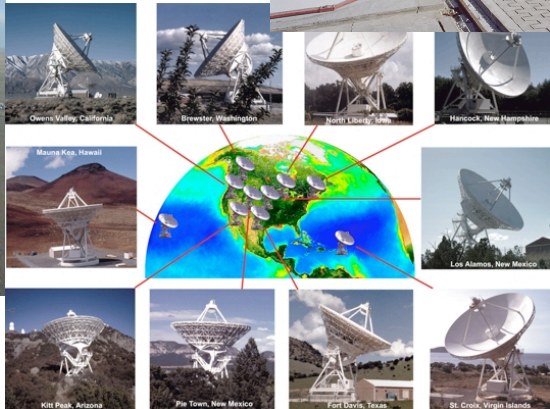 Owens Valley, California
Brewster, Washington
North Liberty, Iowa
Hancock, New Hampshire
Mauna Kea, Hawaii
Los Alamos, New Mexico
Kitt Peak, Arizona
Pie Town, New Mexico
Fort Davis, Texas
St. Croix, Virgin Islands